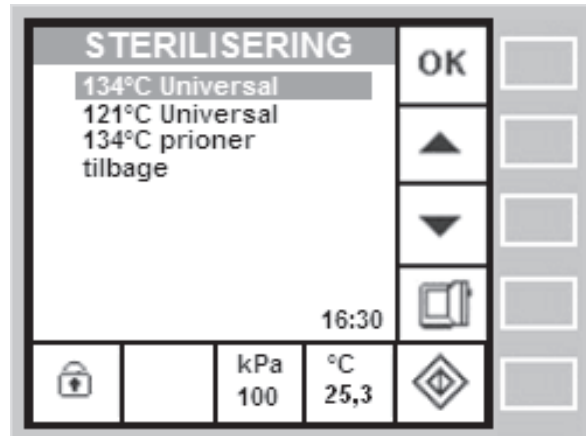 STERILISERING
OK
134°C Universal
121°C Universal
134°C prioner
tilbage
16:30
kPa
100
°C
25,3